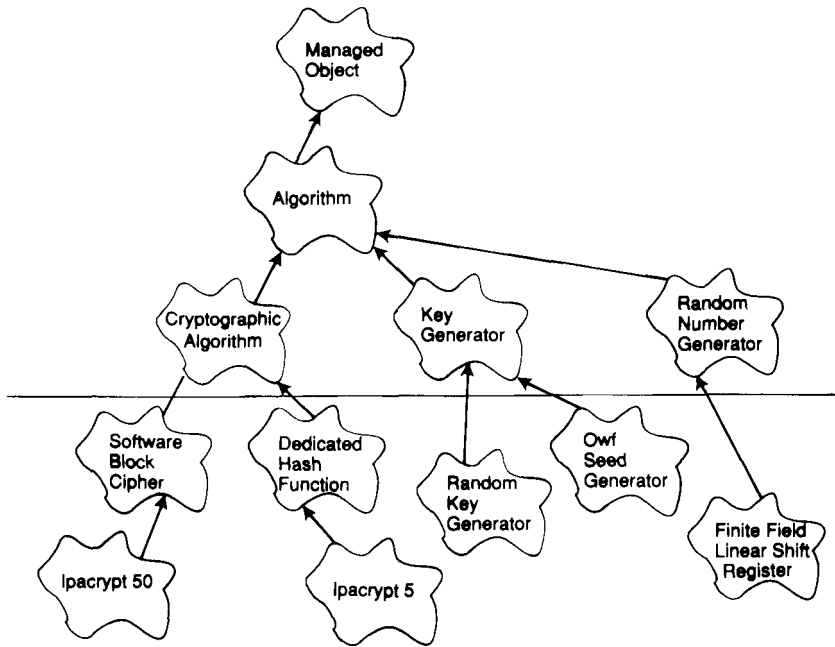 Managed
Object
Algorithm
Cryptographic
Algorithm
Key
Generator
Random
Number
Generator
Software
Block
Cipher
Dedicated
Hash
Function
Random
Key
Generator
Owf
Seed
Generator
Finite Field
Linear Shift
Register
Ipacrypt 50
Ipacrypt 5